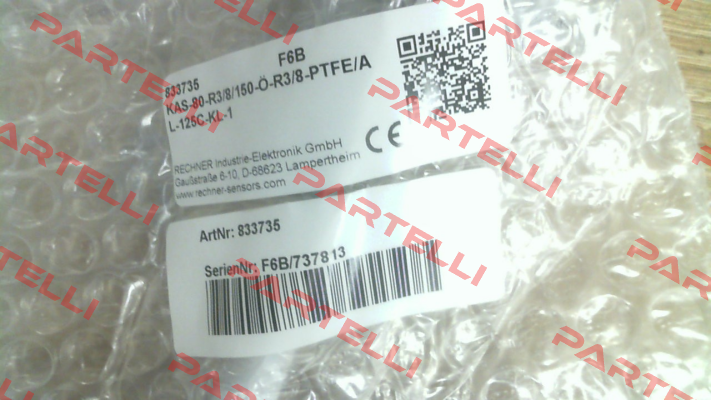 F6B
833735
KAS-80-R3/8/150-Ö-R3/8-PTFE/A
L-125C-KL-1
RECHNER Industrie-Elektronik GmbH
Gaußstraße 6-10, D-68623 Lampertheim
www.rechner-sensors.com
CE
ArtNr: 833735
SerienNr: F6B/737813
PARTELLI
PARTELLI
PARTELLI
PARTELLI
PARTELLI
PARTELLI
PARTELLI
PARTELLI